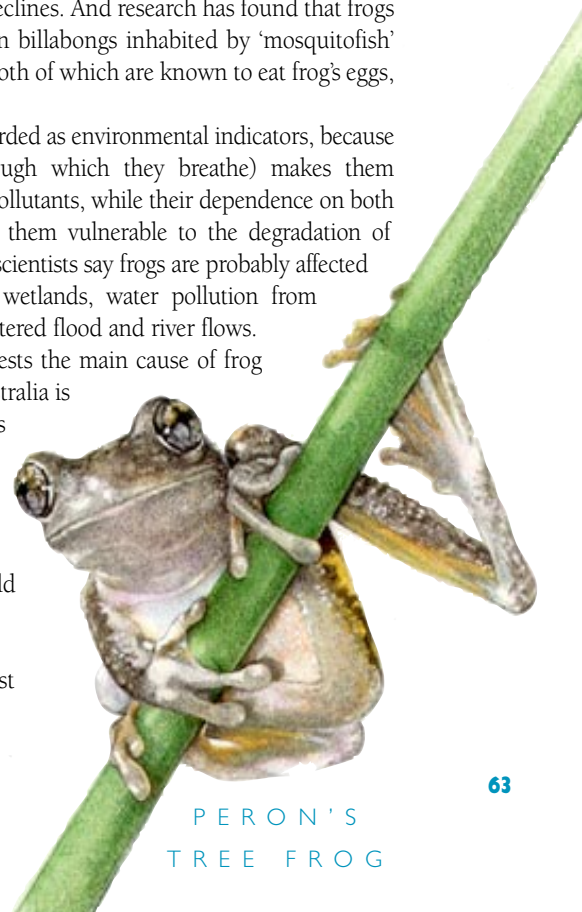 eclines. And research has found that frogs
n billabongs inhabited by ‘mosquitofish’
oth of which are known to eat frog’s eggs,
rded as environmental indicators, because
ugh which they breathe) makes them
ollutants, while their dependence on both
them vulnerable to the degradation of
scientists say frogs are probably affected
wetlands, water pollution from
tered flood and river flows.
ests the main cause of frog
tralia is
s
ld
st
63
PERON’S
TREE FROG